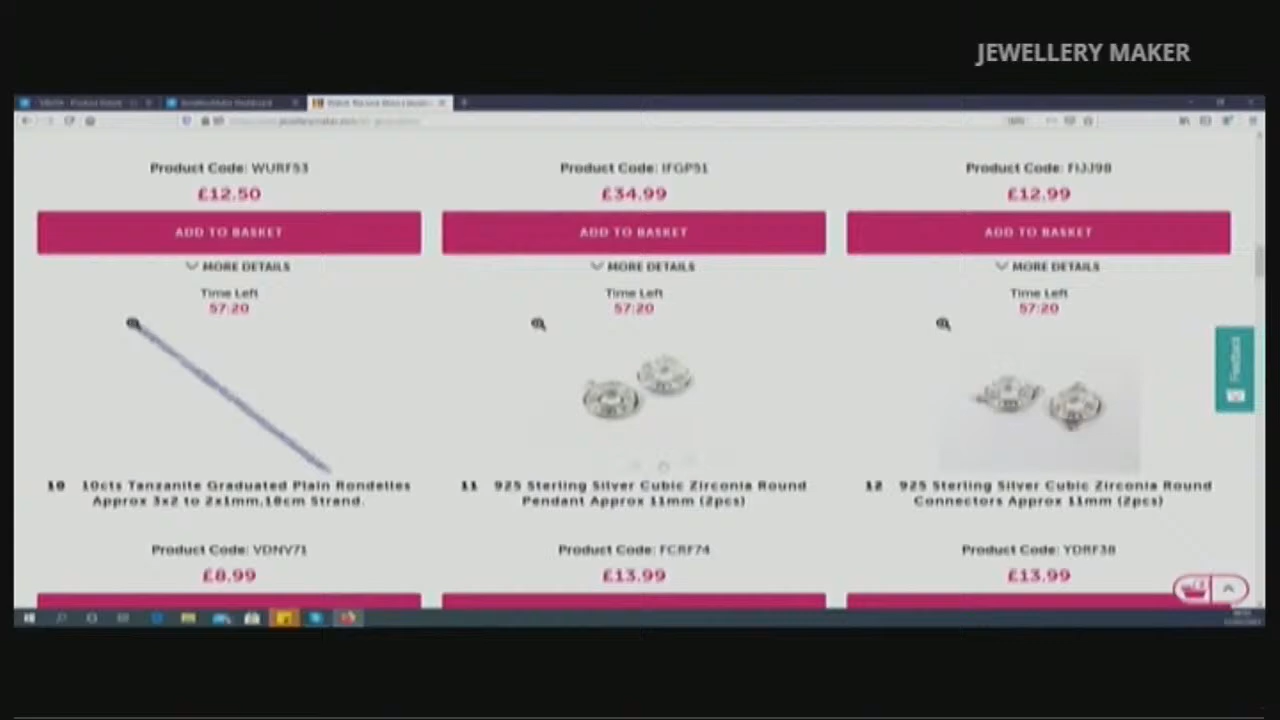 JEWELLERY MAKER
Product Code: WURF53
Product Code: IFGP51
Product Code: FIJJ98
£12.50
£34.99
£12.99
ADD TO BASKET
ADD TO BASKET
ADD TO BASKET
MORE DETAILS
MORE DETAILS
MORE DETAILS
Time Left
Time Left
Time Left
57:20
57:20
57:20
Feedback
10 10cts Tanzanite Graduated Plain Rondelles
Approx 3x2 to 2x1mm,18cm Strand.
11 925 Sterling Silver Cubic Zirconia Round
Pendant Approx 11mm (2pcs)
12 925 Sterling Silver Cubic Zirconia Round
Connectors Approx 11mm (2pcs)
Product Code: VDNV71
Product Code: FCRF74
Product Code: YDRF38
£8.99
£13.99
£13.99